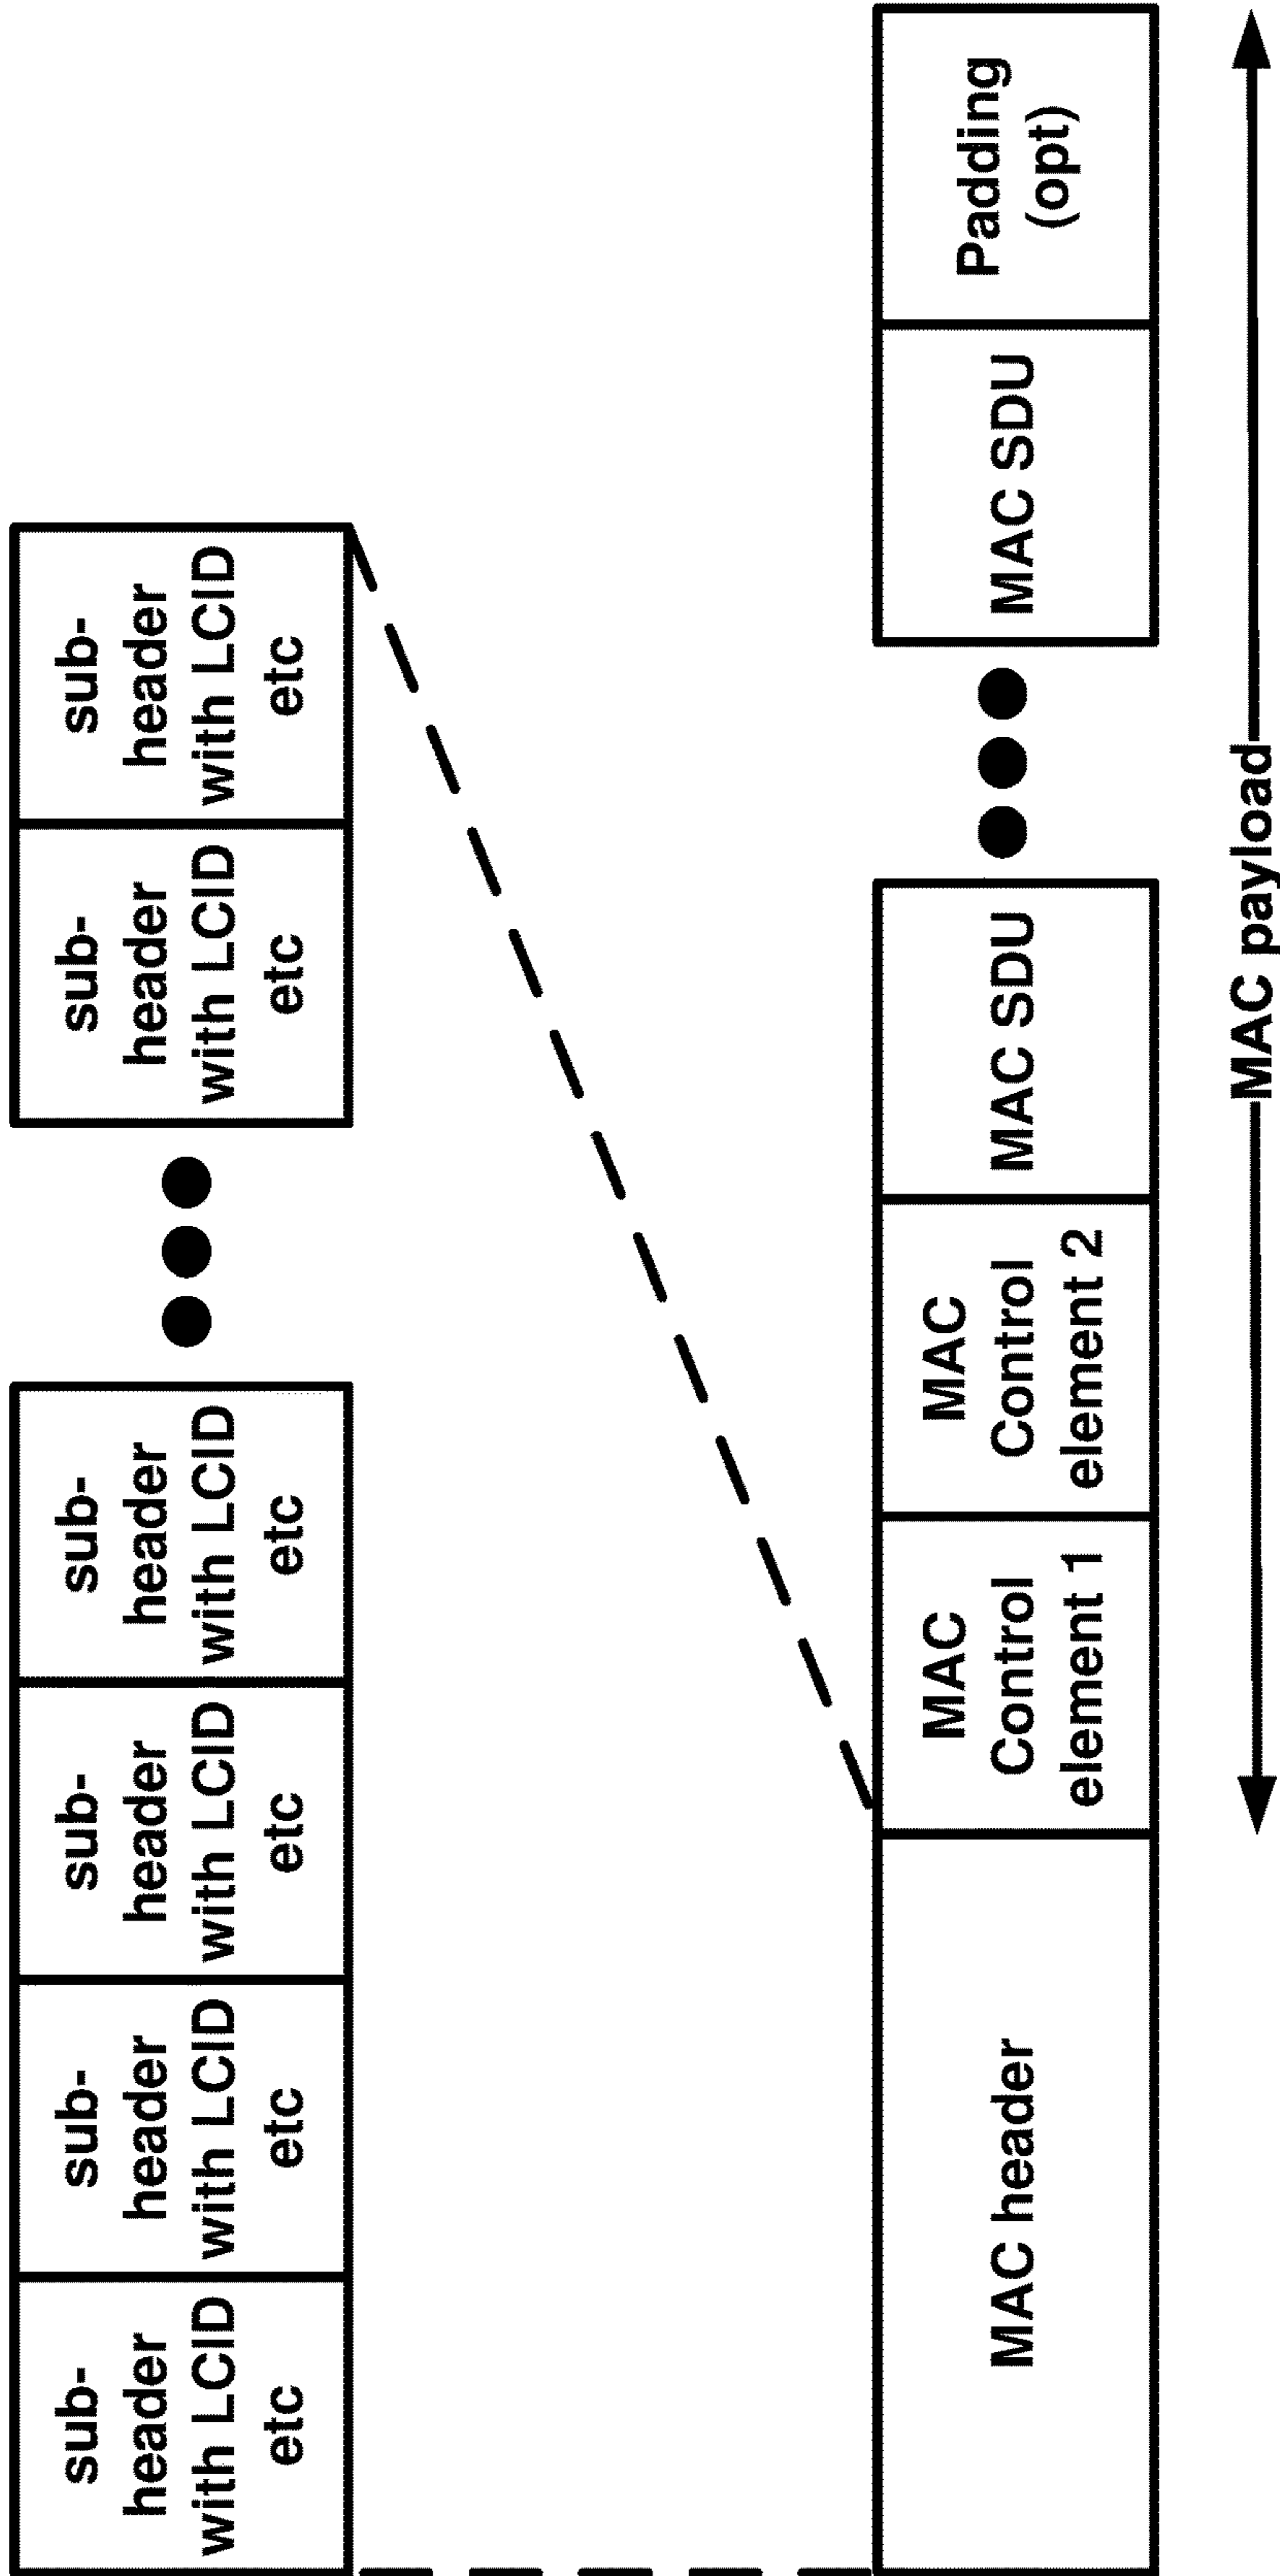 sub-
header
with LCID
etc
sub-
header
with LCID
etc
sub-
header
with LCID
etc
sub-
header
with LCID
etc
sub-
header
with LCID
etc
sub-
header
with LCID
etc
MAC header
MAC
Control
element 1
MAC
Control
element 2
MAC SDU
MAC SDU
Padding
(opt)
MAC payload